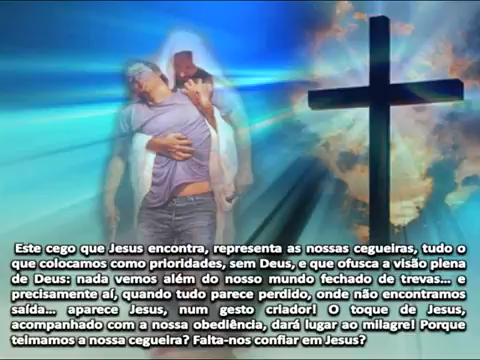 Este cego que Jesus encontra, representa as nossas cegueiras, tudo o
que colocamos como prioridades, sem Deus, e que ofusca a visão plena
de Deus: nada vemos além do nosso mundo fechado de trevas... e
precisamente aí, quando tudo parece perdido, onde não encontramos
saída... aparece Jesus, num gesto criador! O toque de Jesus,
acompanhado com a nossa obediência, dará lugar ao milagre! Porque
teimamos a nossa cegueira? Falta-nos confiar em Jesus?